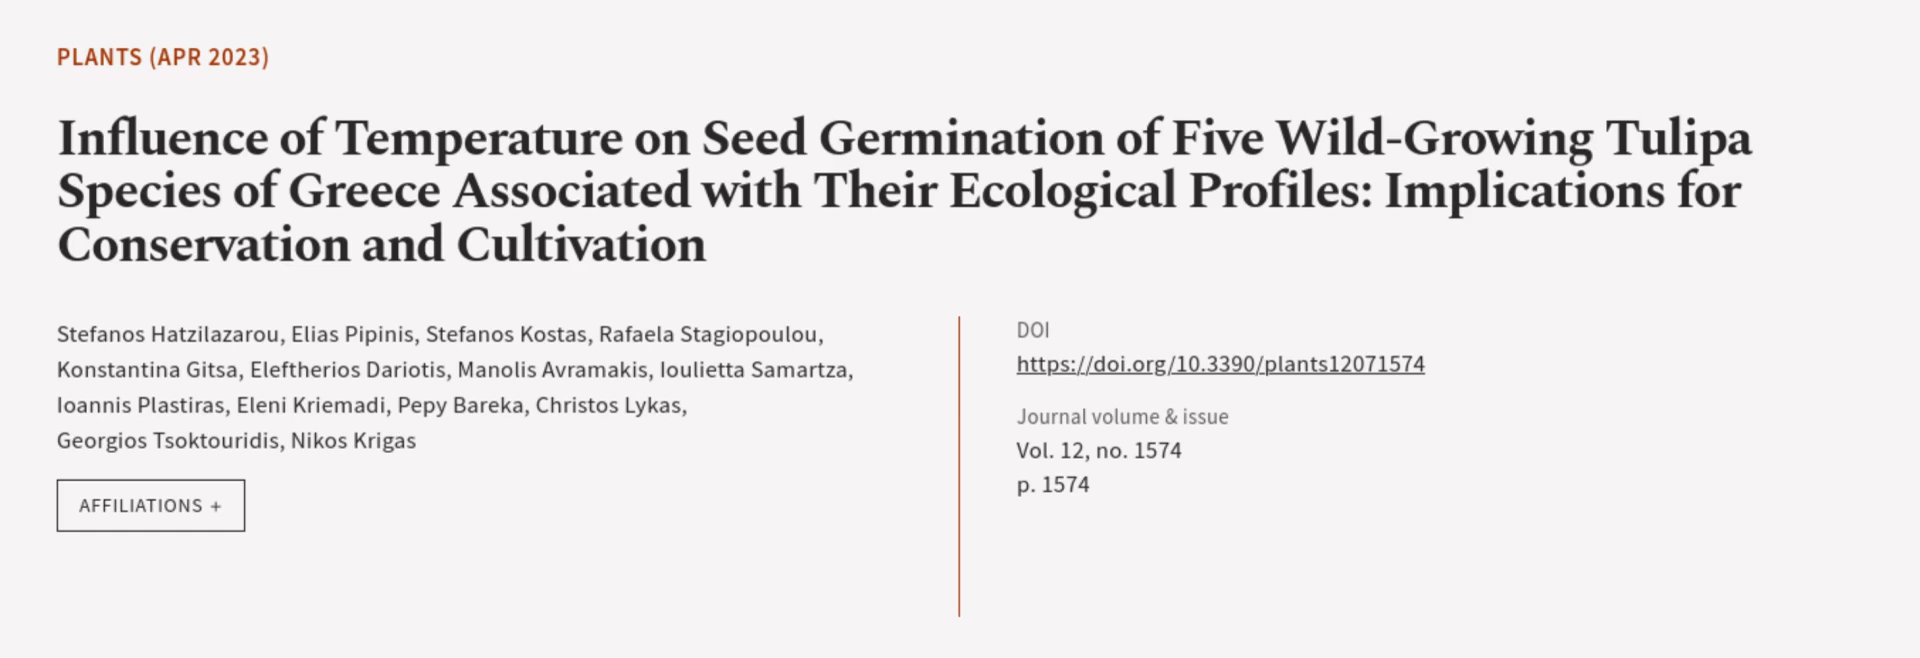 PLANTS (APR 2023)
Influence of Temperature on Seed Germination of Five Wild-Growing Tulipa
Species of Greece Associated with Their Ecological Profiles: Implications for
Conservation and Cultivation
Stefanos Hatzilazarou, Elias Pipinis, Stefanos Kostas, Rafaela Stagiopoulou,
Konstantina Gitsa, Eleftherios Dariotis, Manolis Avramakis, Ioulietta Samartza,
Ioannis Plastiras, Eleni Kriemadi, Pepy Bareka, Christos Lykas,
Georgios Tsoktouridis, Nikos Krigas
AFFILIATIONS +
DOI
https://doi.org/10.3390/plants12071574
Journal volume & issue
Vol. 12, no. 1574
p. 1574